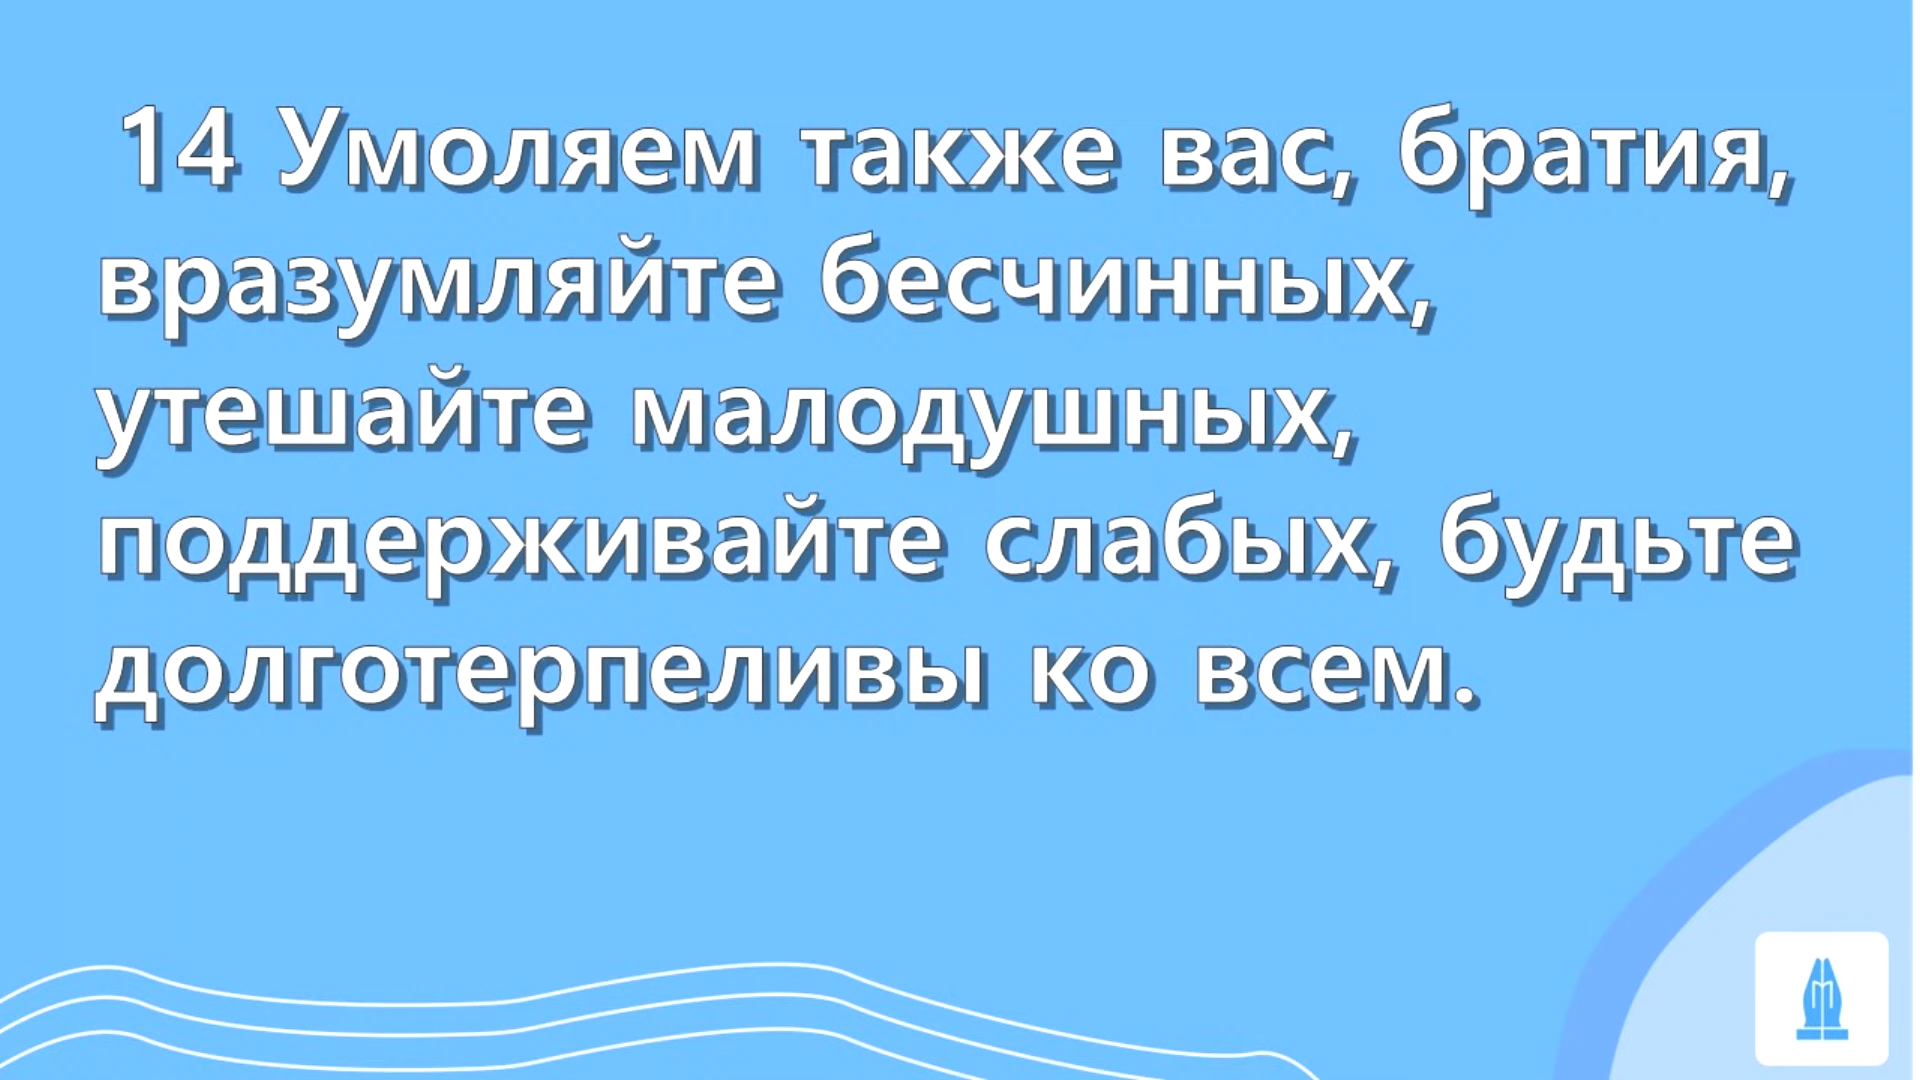 14 Умоляем также вас, братия,
вразумляйте бесчинных,
утешайте малодушных,
поддерживайте слабых, будьте
долготерпеливы ко всем.